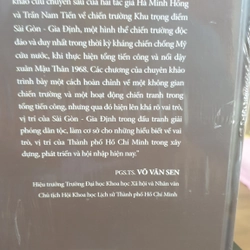 khảo cứu chuyên sâu của hai tác giả Hà Minh Hồng
và Trần Nam Tiến về chiến trường Khu trọng điểm
Sài Gòn - Gia Định, một hình thể chiến trường độc
đáo và duy nhất trong thời kỳ kháng chiến chống Mỹ
cứu nước, khi thực hiện tổng tiến công và nổi dậy
xuân Mậu Thân 1968. Các chương của chuyên khảo
trình bày một cách hoàn chỉnh về một không gian
chiến trường và một hoạt động chiến tranh trong
tổng tiến công, nhưng qua đó hiện lên khá rõ vai trò,
vị trí của Sài Gòn - Gia Định trong đấu tranh giải
phóng dân tộc, làm cơ sở cho những hiểu biết về vai
trò, vị trí của Thành phố Hồ Chí Minh trong xây
dựng, phát triển và hội nhập hiện nay.”
PGS.TS. VÕ VĂN SEN
Hiệu trưởng Trường Đại học Khoa học Xã hội và Nhân văn
Chủ tịch Hội Khoa học Lịch sử Thành phố Hồ Chí Minh